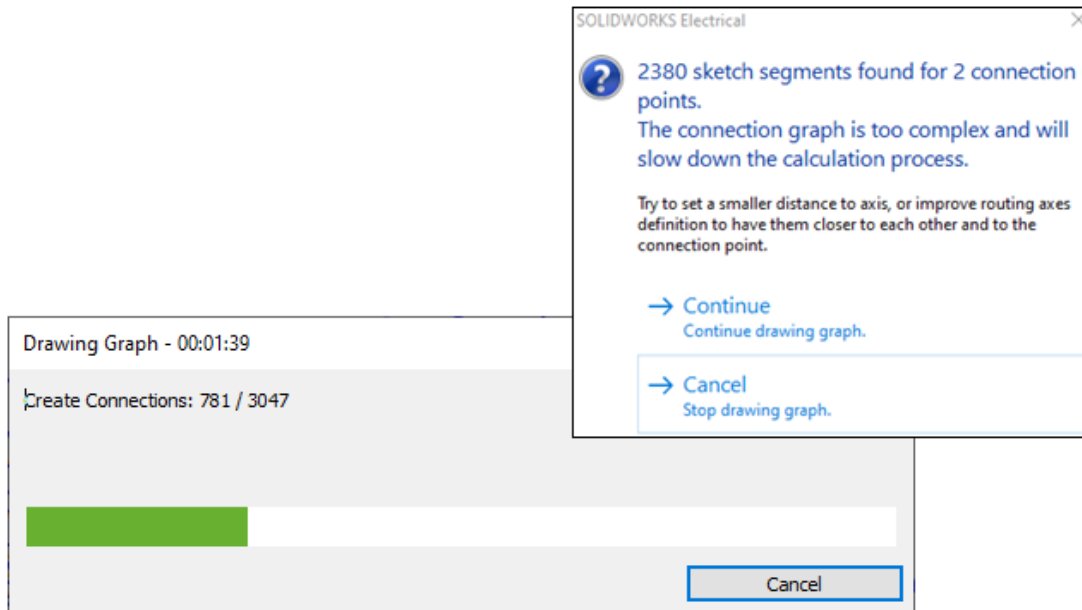 SOLIDWORKS Electrical
2380 sketch segments found for 2 connection
points.
The connection graph is too complex and will
slow down the calculation process.
Try to set a smaller distance to axis, or improve routing axes
definition to have them closer to each other and to the
connection point.
→ Continue
Continue drawing graph.
→ Cancel
Stop drawing graph.
Drawing Graph - 00:01:39
Create Connections: 781 / 3047
Cancel